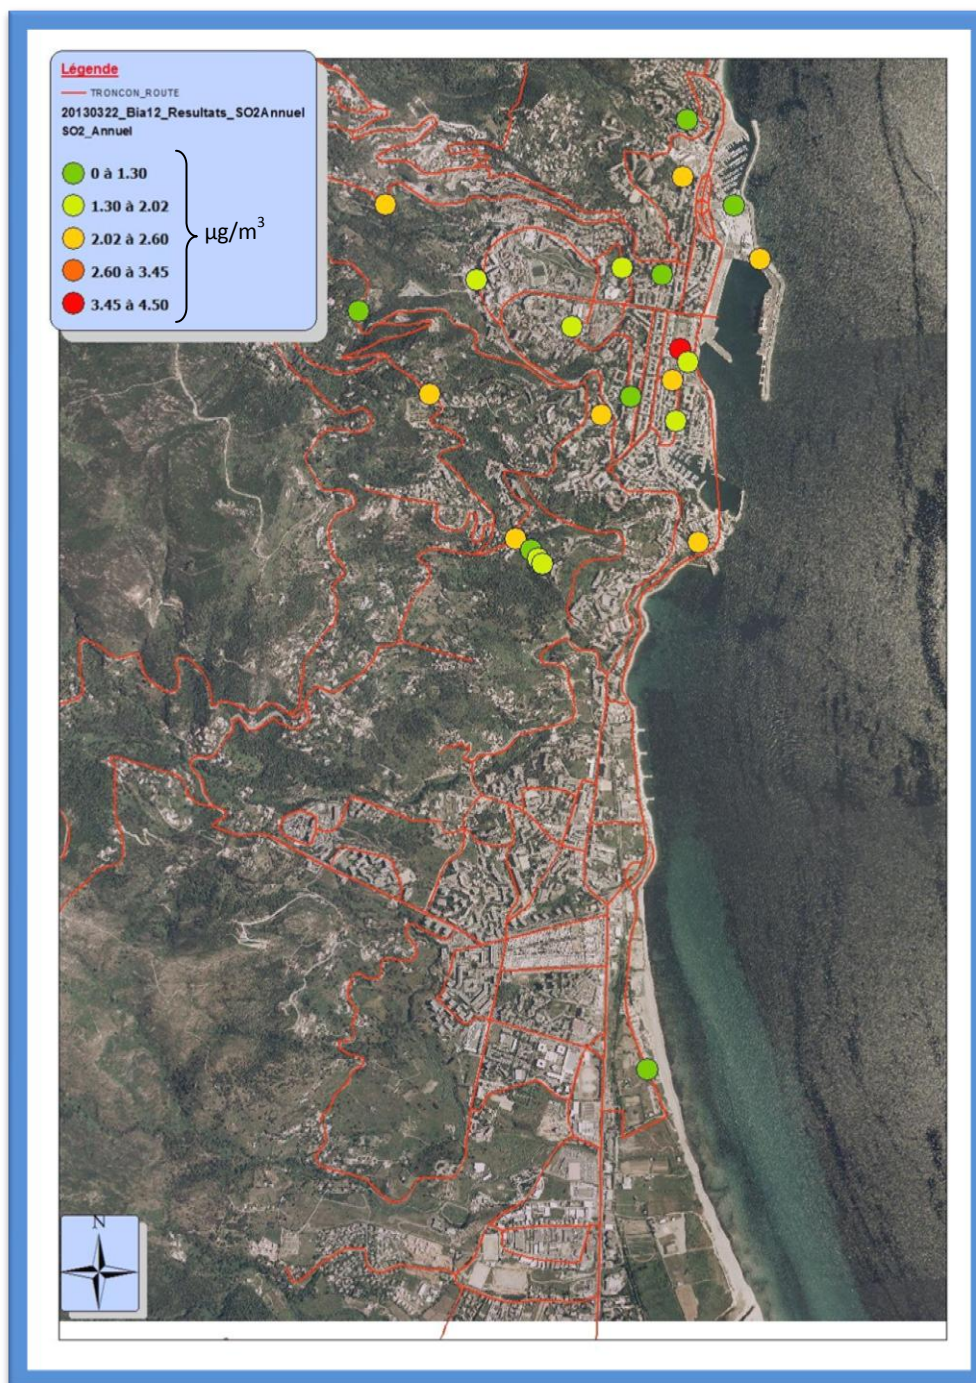 Légende
TRONCON_ROUTE
20130322_Bia12_Resultats_SO2Annuel
SO2_Annuel
0 à 1.30
1.30 à 2.02
2.02 à 2.60
2.60 à 3.45
3.45 à 4.50
µg/m³
N